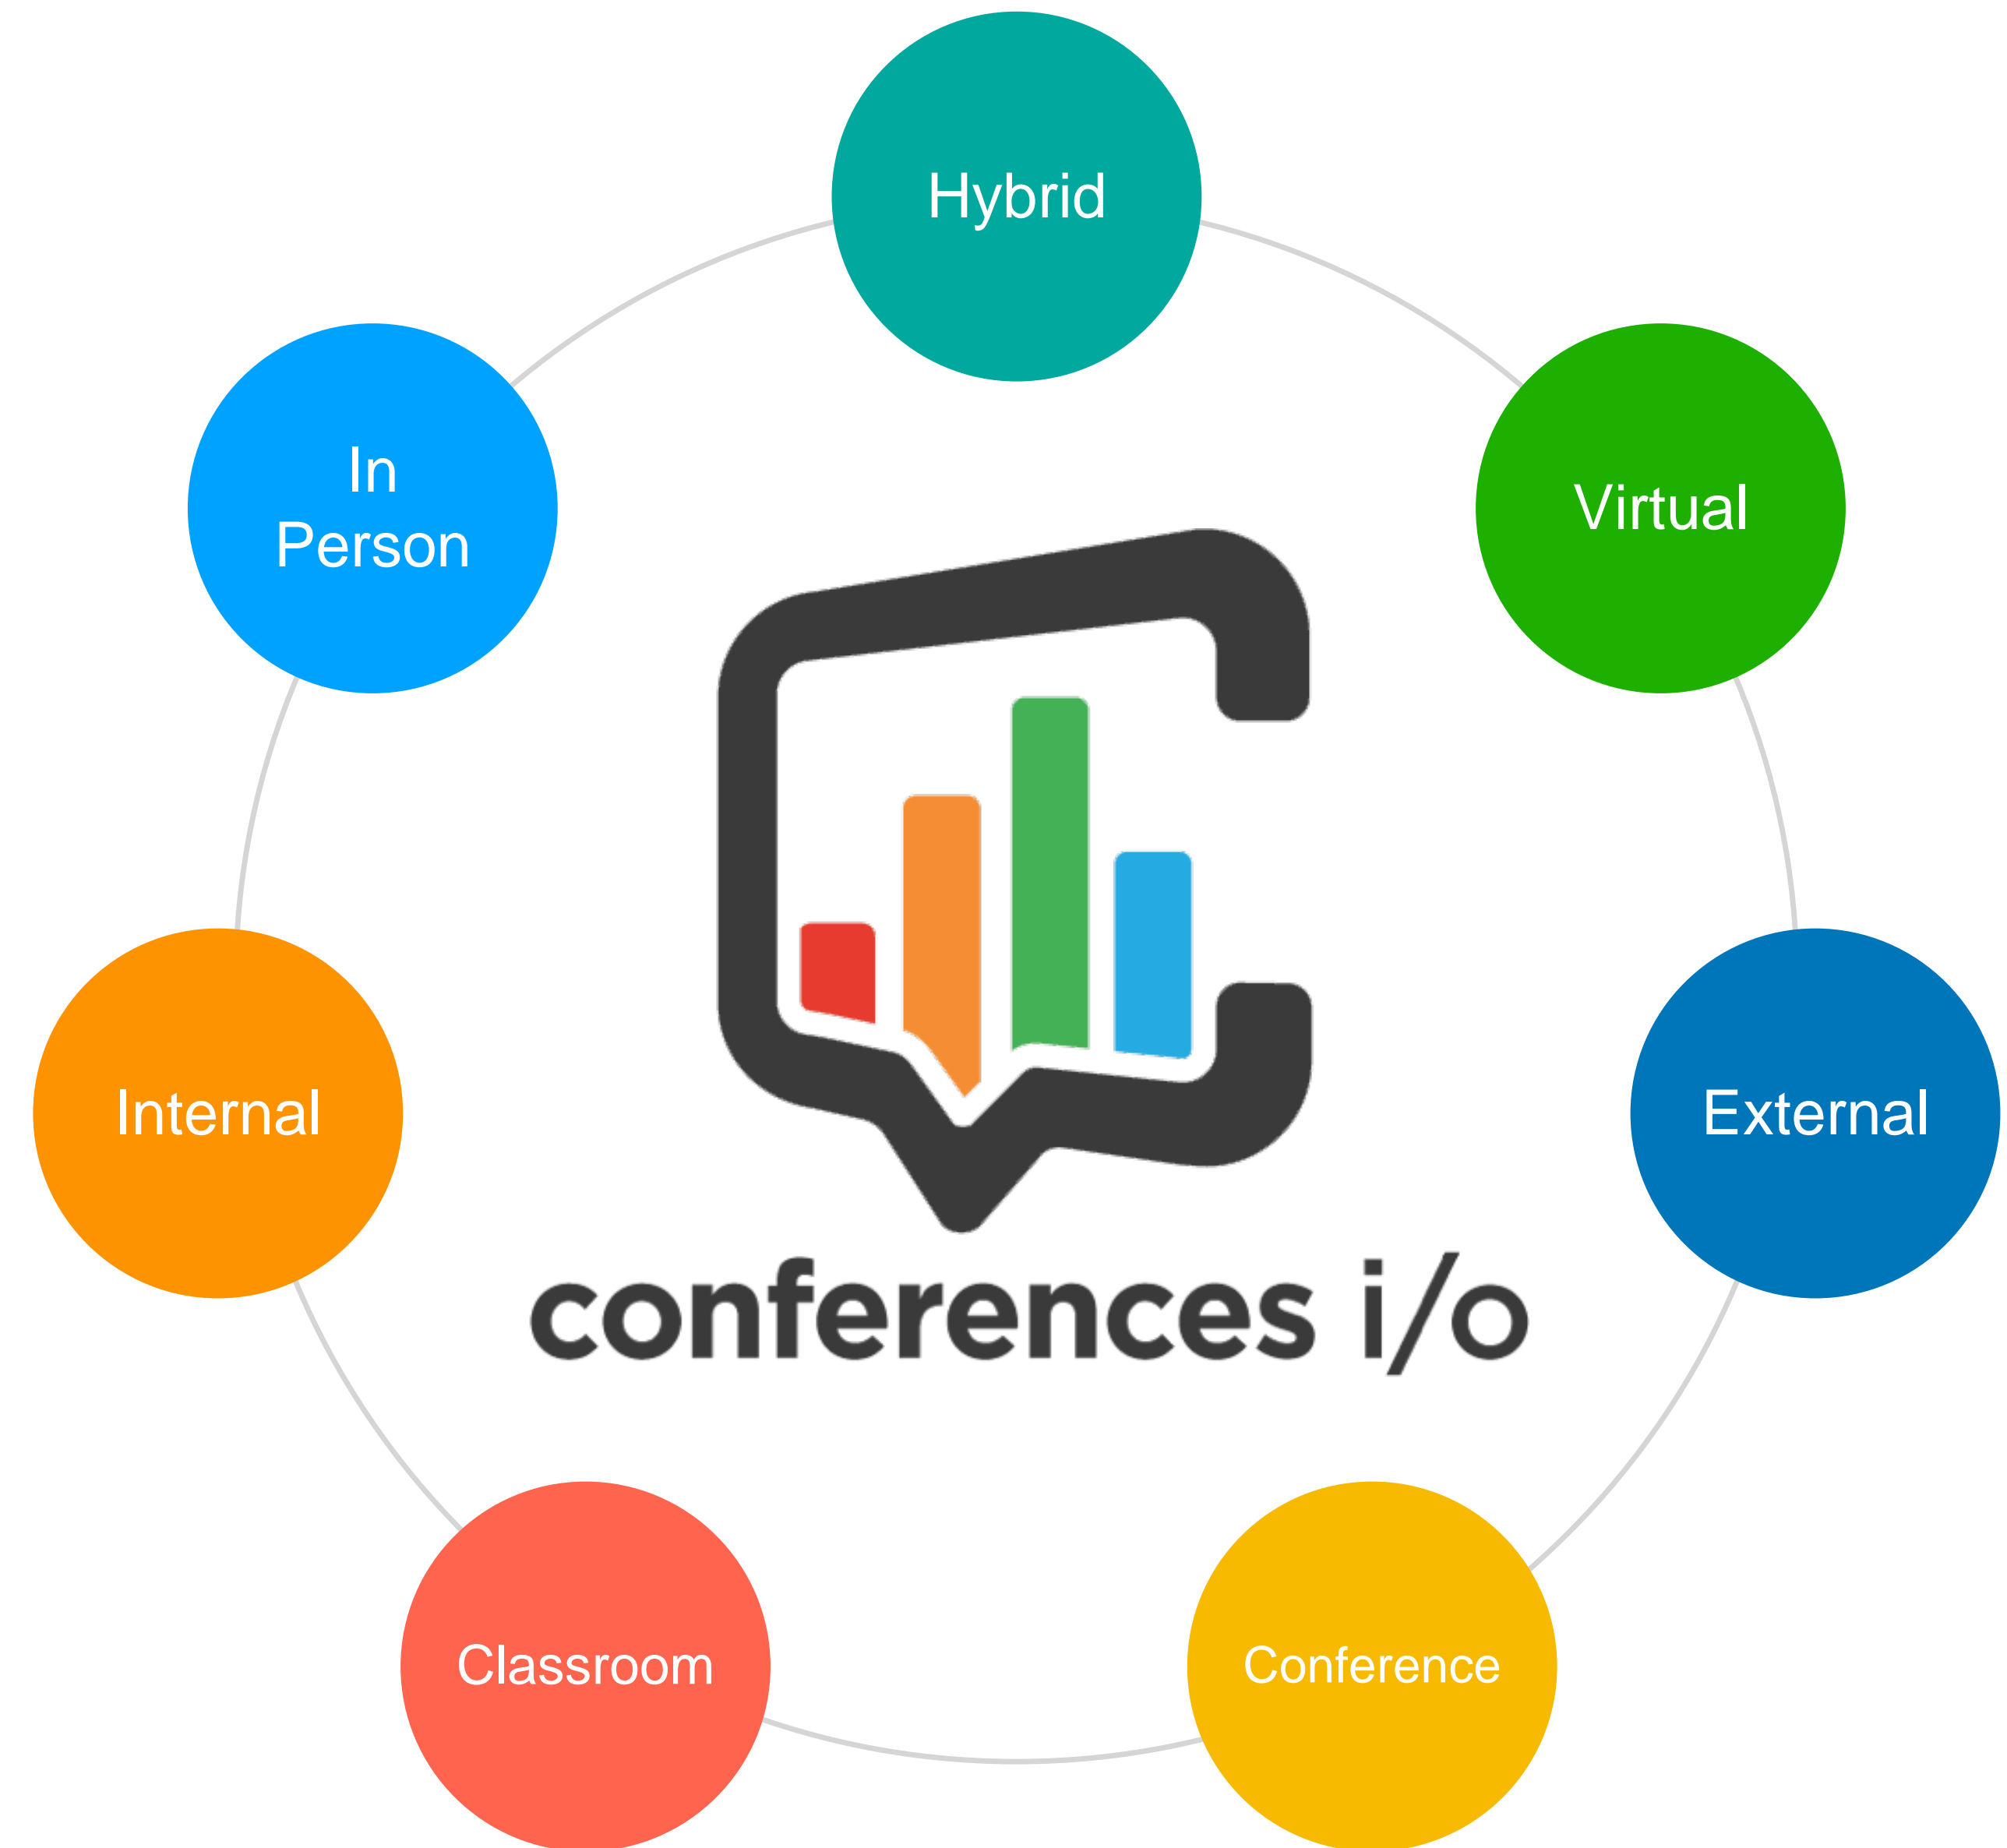 Hybrid
In
Person
Virtual
Internal
External
conferences i/o
Classroom
Conference